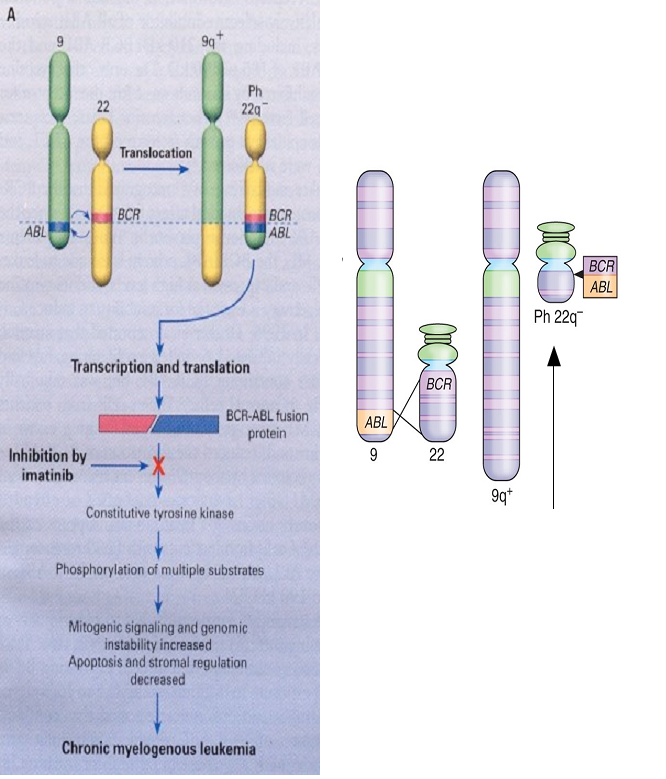 A
9
22
9q+
Ph
22q−
Translocation
BCR
ABL
BCR
ABL
Transcription and translation
BCR-ABL fusion
protein
Inhibition by
imatinib
X
Constitutive tyrosine kinase
Phosphorylation of multiple substrates
Mitogenic signaling and genomic
instability increased
Apoptosis and stromal regulation
decreased
Chronic myelogenous leukemia
ABL
9
BCR
22
9q+
BCR
ABL
Ph 22q−